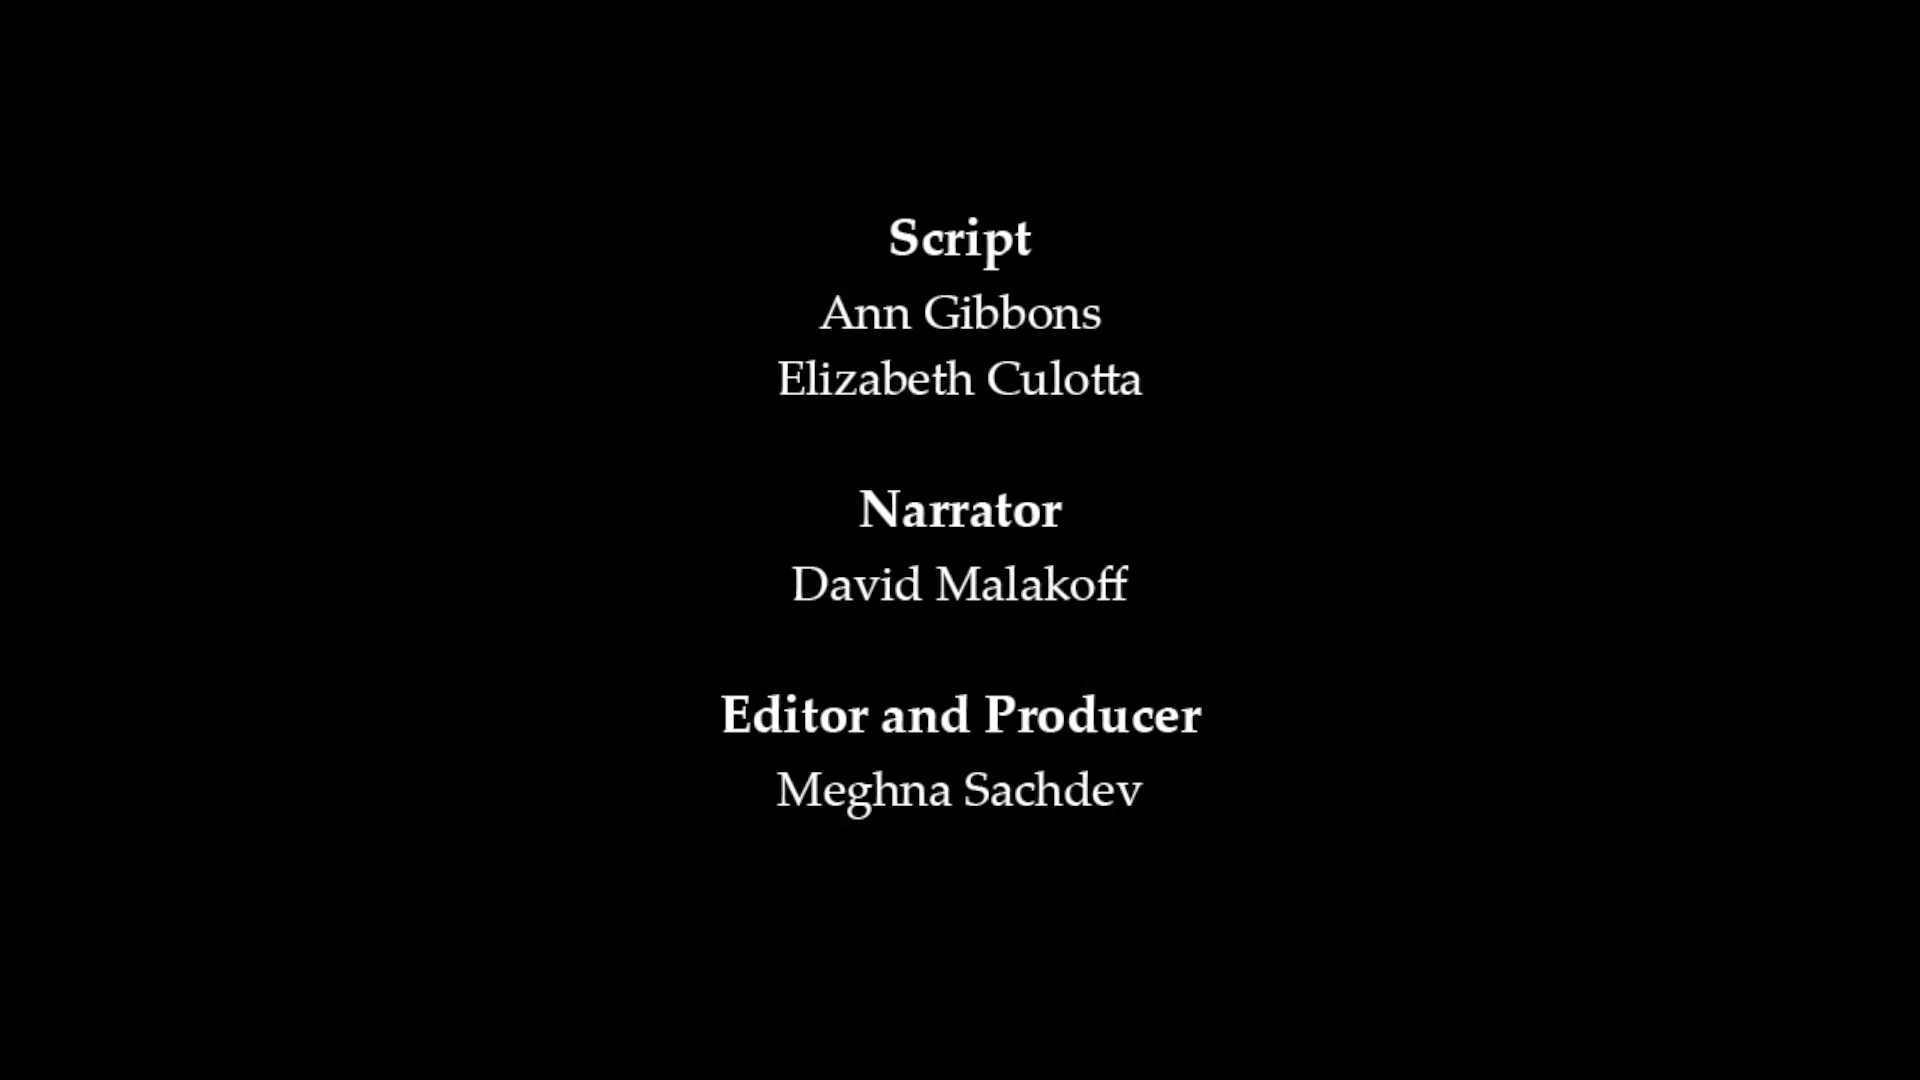 Script
Ann Gibbons
Elizabeth Culotta
Narrator
David Malakoff
Editor and Producer
Meghna Sachdev